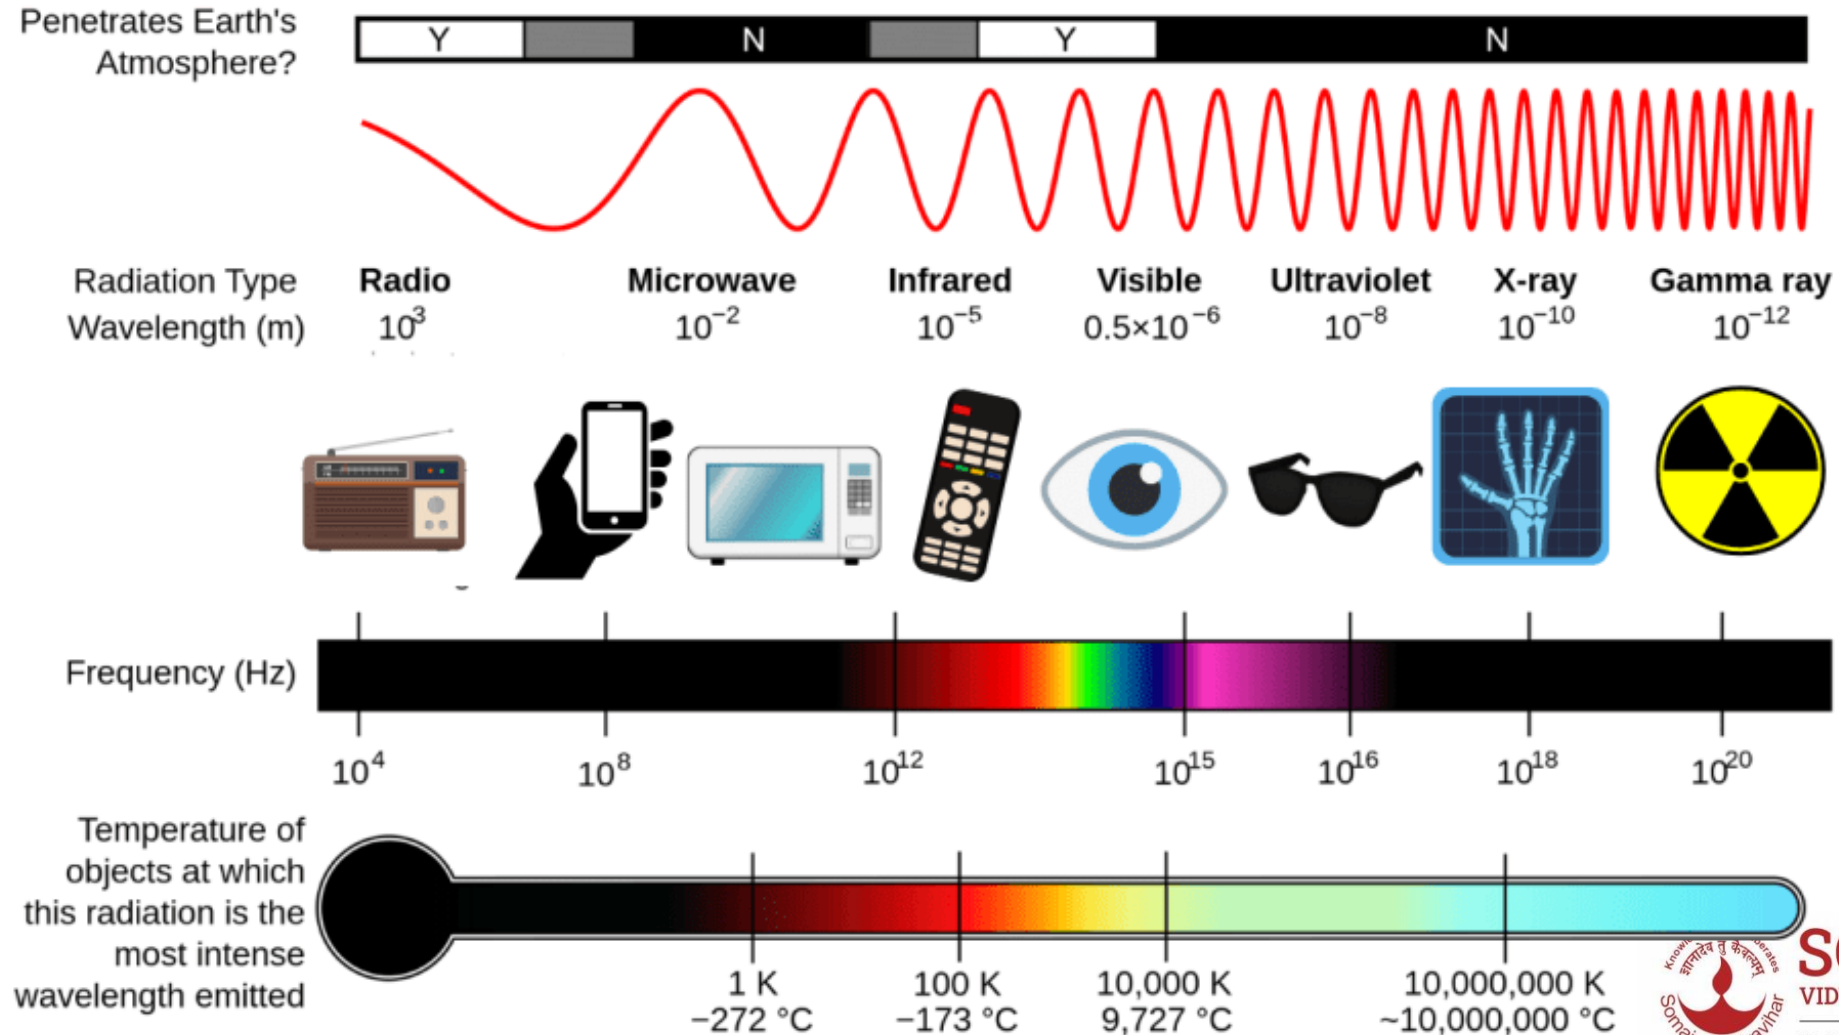 Penetrates Earth's
Atmosphere?
Y N Y N
Radiation Type Radio Microwave Infrared Visible Ultraviolet X-ray Gamma ray
Wavelength (m) 10³ 10⁻² 10⁻⁵ 0.5×10⁻⁶ 10⁻⁸ 10⁻¹⁰ 10⁻¹²
Frequency (Hz)
10⁴ 10⁸ 10¹² 10¹⁵ 10¹⁶ 10¹⁸ 10²⁰
Temperature of
objects at which
this radiation is the
most intense
wavelength emitted
1 K 100 K 10,000 K 10,000,000 K
−272 °C −173 °C 9,727 °C ~10,000,000 °C
ज्ञानादेव तु कैवल्यम्
VID